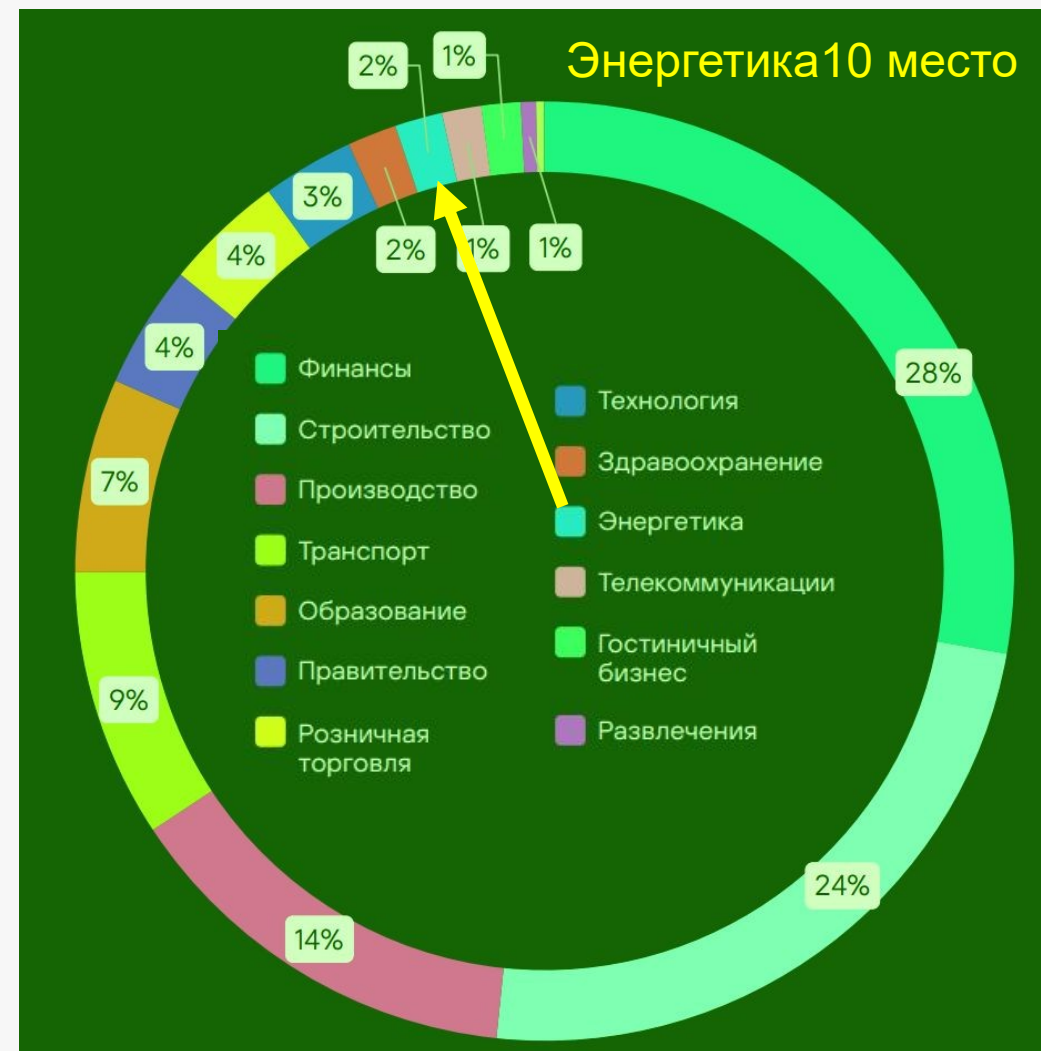 Энергетика10 место
2%
1%
3%
2%
1%
1%
4%
4%
28%
7%
9%
24%
14%
Финансы
Строительство
Производство
Транспорт
Образование
Правительство
Розничная
торговля
Технология
Здравоохранение
Энергетика
Телекоммуникации
Гостиничный
бизнес
Развлечения